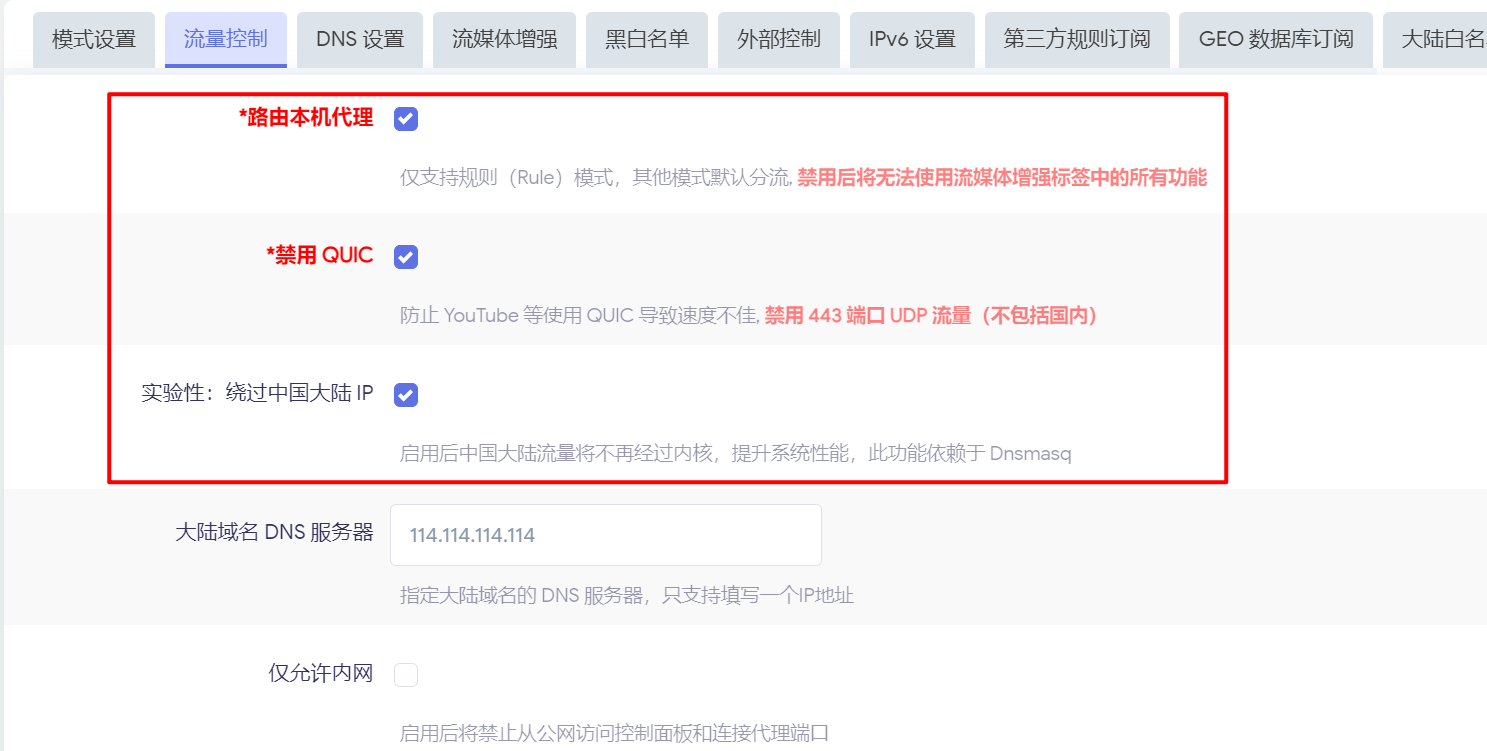 模式设置 流量控制 DNS 设置 流媒体增强 黑白名单 外部控制 IPv6 设置 第三方规则订阅 GEO 数据库订阅 大陆白名
*路由本机代理
仅支持规则（Rule）模式，其他模式默认分流, 禁用后将无法使用流媒体增强标签中的所有功能
*禁用 QUIC
防止 YouTube 等使用 QUIC 导致速度不佳, 禁用 443 端口 UDP 流量（不包括国内）
实验性：绕过中国大陆 IP
启用后中国大陆流量将不再经过内核，提升系统性能，此功能依赖于 Dnsmasq
大陆域名 DNS 服务器 114.114.114.114
指定大陆域名的 DNS 服务器，只支持填写一个IP地址
仅允许内网
启用后将禁止从公网访问控制面板和连接代理端口